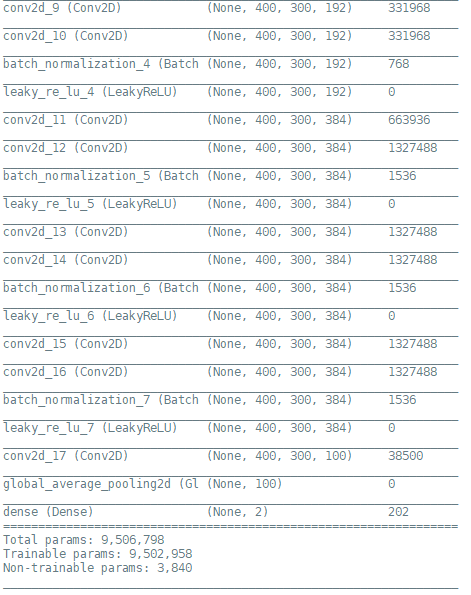 conv2d_9 (Conv2D) (None, 400, 300, 192) 331968
conv2d_10 (Conv2D) (None, 400, 300, 192) 331968
batch_normalization_4 (Batch (None, 400, 300, 192) 768
leaky_re_lu_4 (LeakyReLU) (None, 400, 300, 192) 0
conv2d_11 (Conv2D) (None, 400, 300, 384) 663936
conv2d_12 (Conv2D) (None, 400, 300, 384) 1327488
batch_normalization_5 (Batch (None, 400, 300, 384) 1536
leaky_re_lu_5 (LeakyReLU) (None, 400, 300, 384) 0
conv2d_13 (Conv2D) (None, 400, 300, 384) 1327488
conv2d_14 (Conv2D) (None, 400, 300, 384) 1327488
batch_normalization_6 (Batch (None, 400, 300, 384) 1536
leaky_re_lu_6 (LeakyReLU) (None, 400, 300, 384) 0
conv2d_15 (Conv2D) (None, 400, 300, 384) 1327488
conv2d_16 (Conv2D) (None, 400, 300, 384) 1327488
batch_normalization_7 (Batch (None, 400, 300, 384) 1536
leaky_re_lu_7 (LeakyReLU) (None, 400, 300, 384) 0
conv2d_17 (Conv2D) (None, 400, 300, 100) 38500
global_average_pooling2d (Gl (None, 100) 0
dense (Dense) (None, 2) 202
Total params: 9,506,798
Trainable params: 9,502,958
Non-trainable params: 3,840